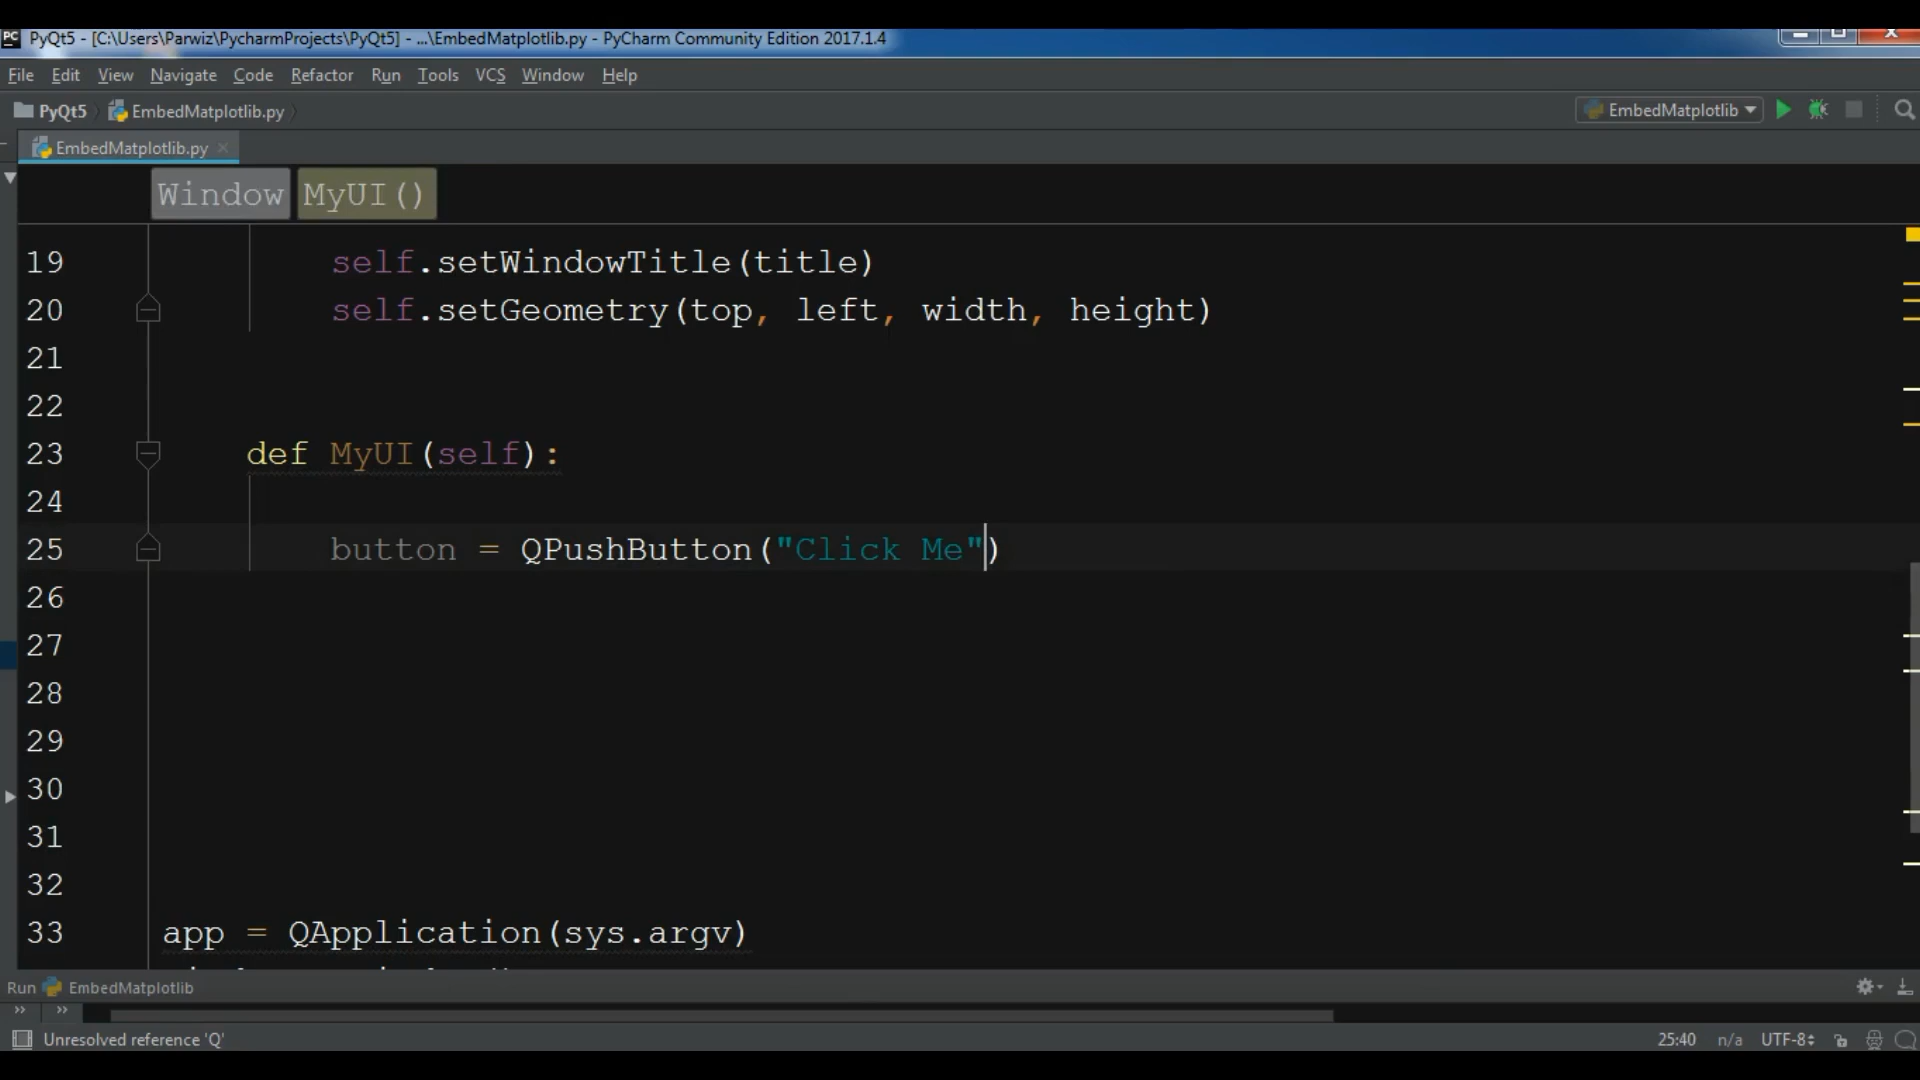 PC PyQt5 - [C:\Users\Parwiz\PycharmProjects\PyQt5] - ...\EmbedMatplotlib.py - PyCharm Community Edition 2017.1.4
File Edit View Navigate Code Refactor Run Tools VCS Window Help
PyQt5 EmbedMatplotlib.py EmbedMatplotlib
EmbedMatplotlib.py
Window MyUI()
19 self.setWindowTitle(title)
20 self.setGeometry(top, left, width, height)
21
22
23 def MyUI(self):
24
25 button = QPushButton("Click Me")
26
27
28
29
30
31
32
33 app = QApplication(sys.argv)
Run EmbedMatplotlib
Unresolved reference 'Q' 25:40 n/a UTF-8